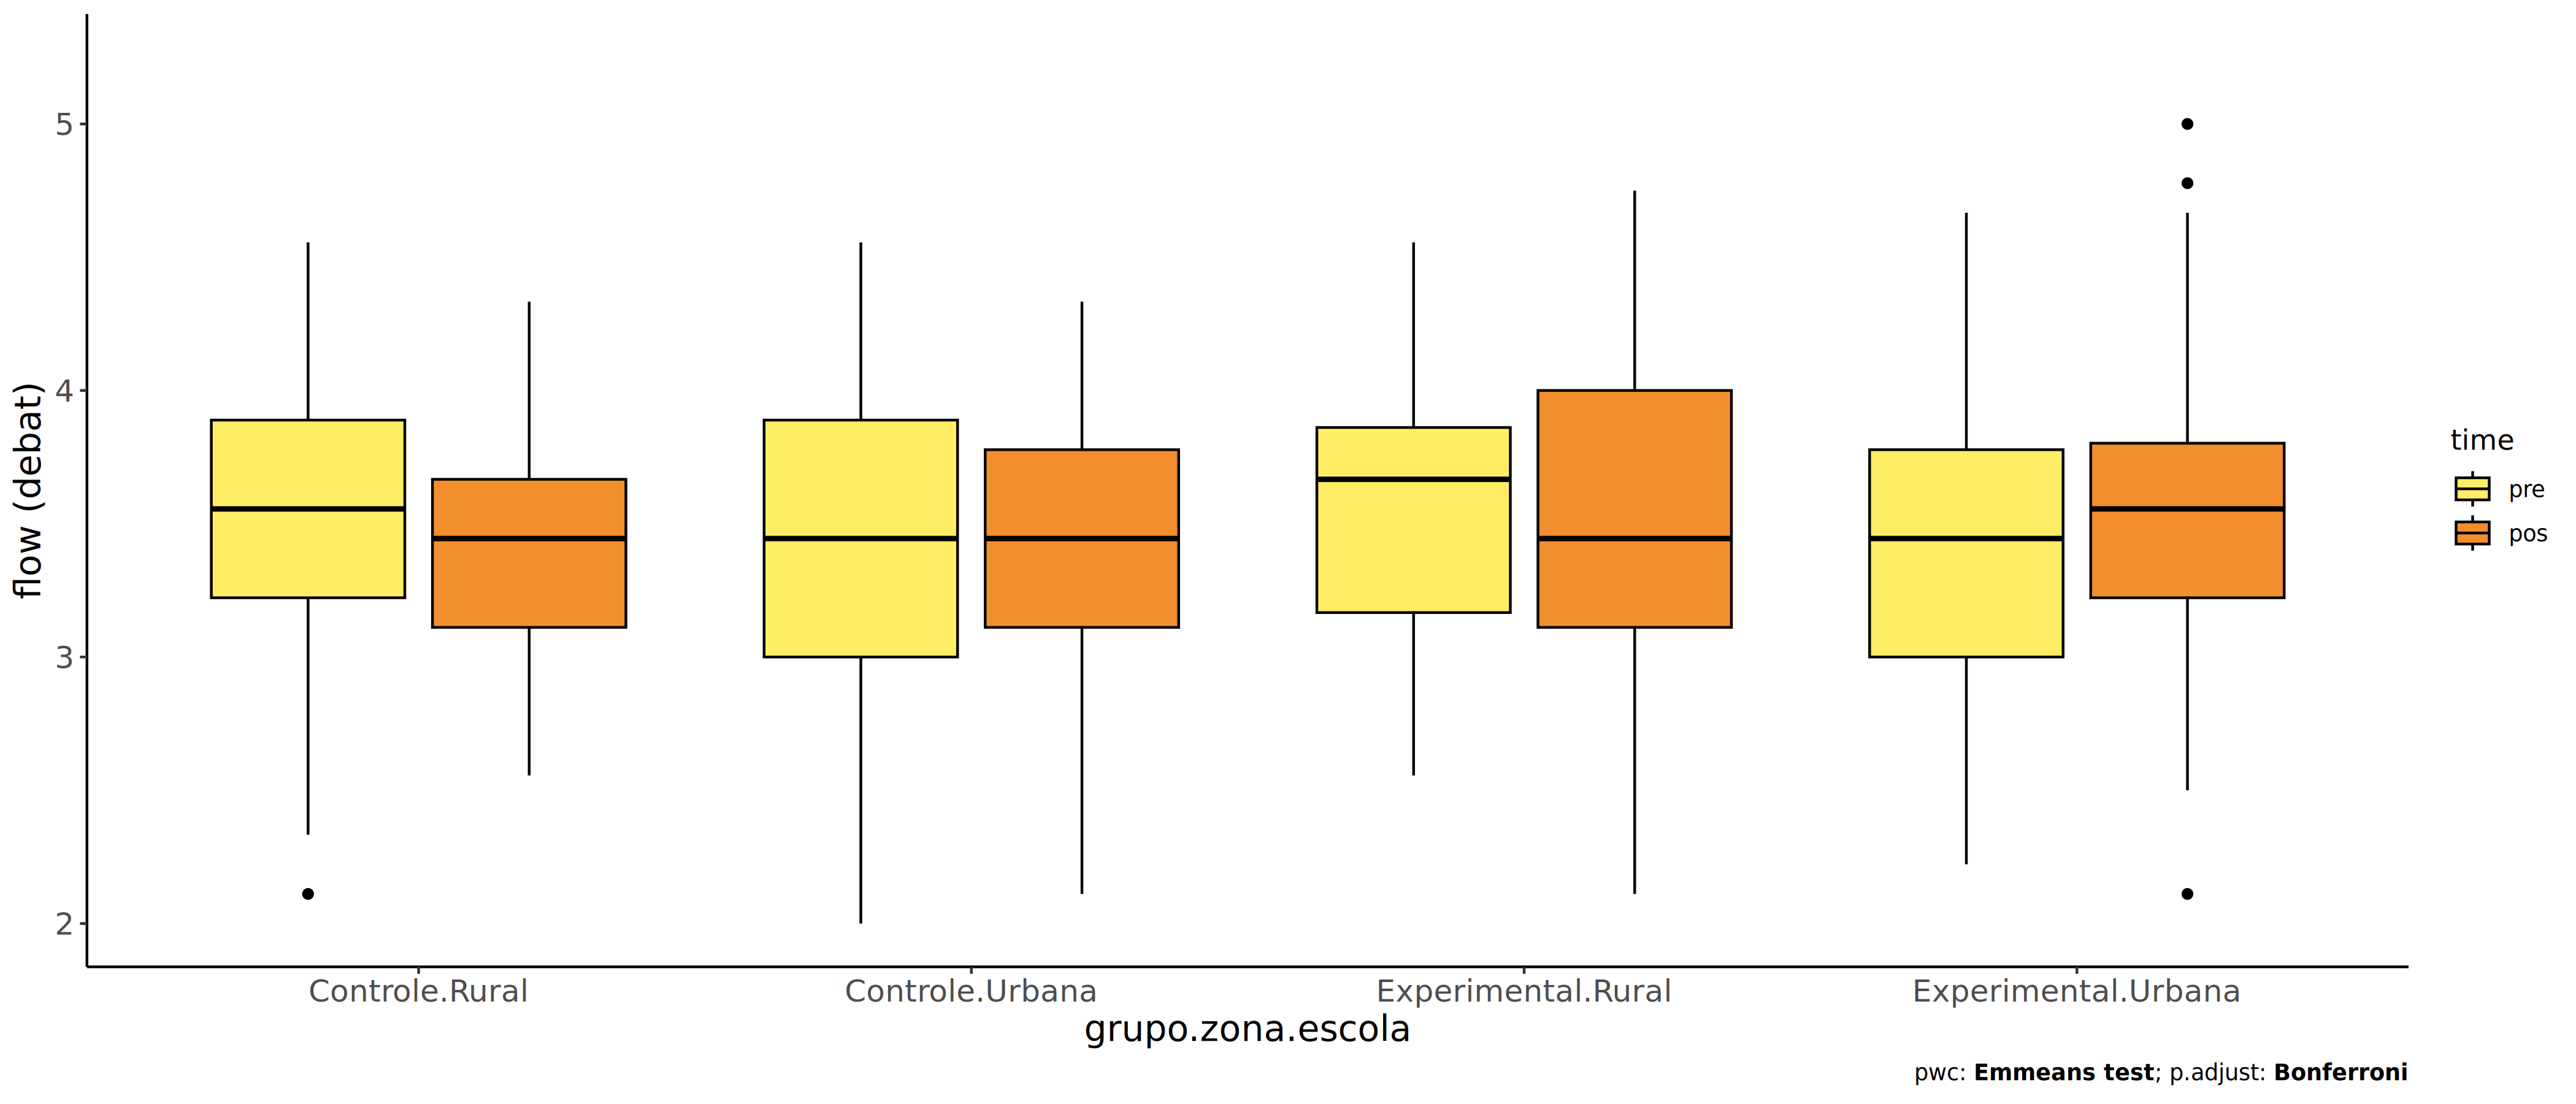 flow (debat)
5
4
3
2
Controle.Rural
Controle.Urbana
Experimental.Rural
Experimental.Urbana
grupo.zona.escola
time
pre
pos
pwc: Emmeans test; p.adjust: Bonferroni